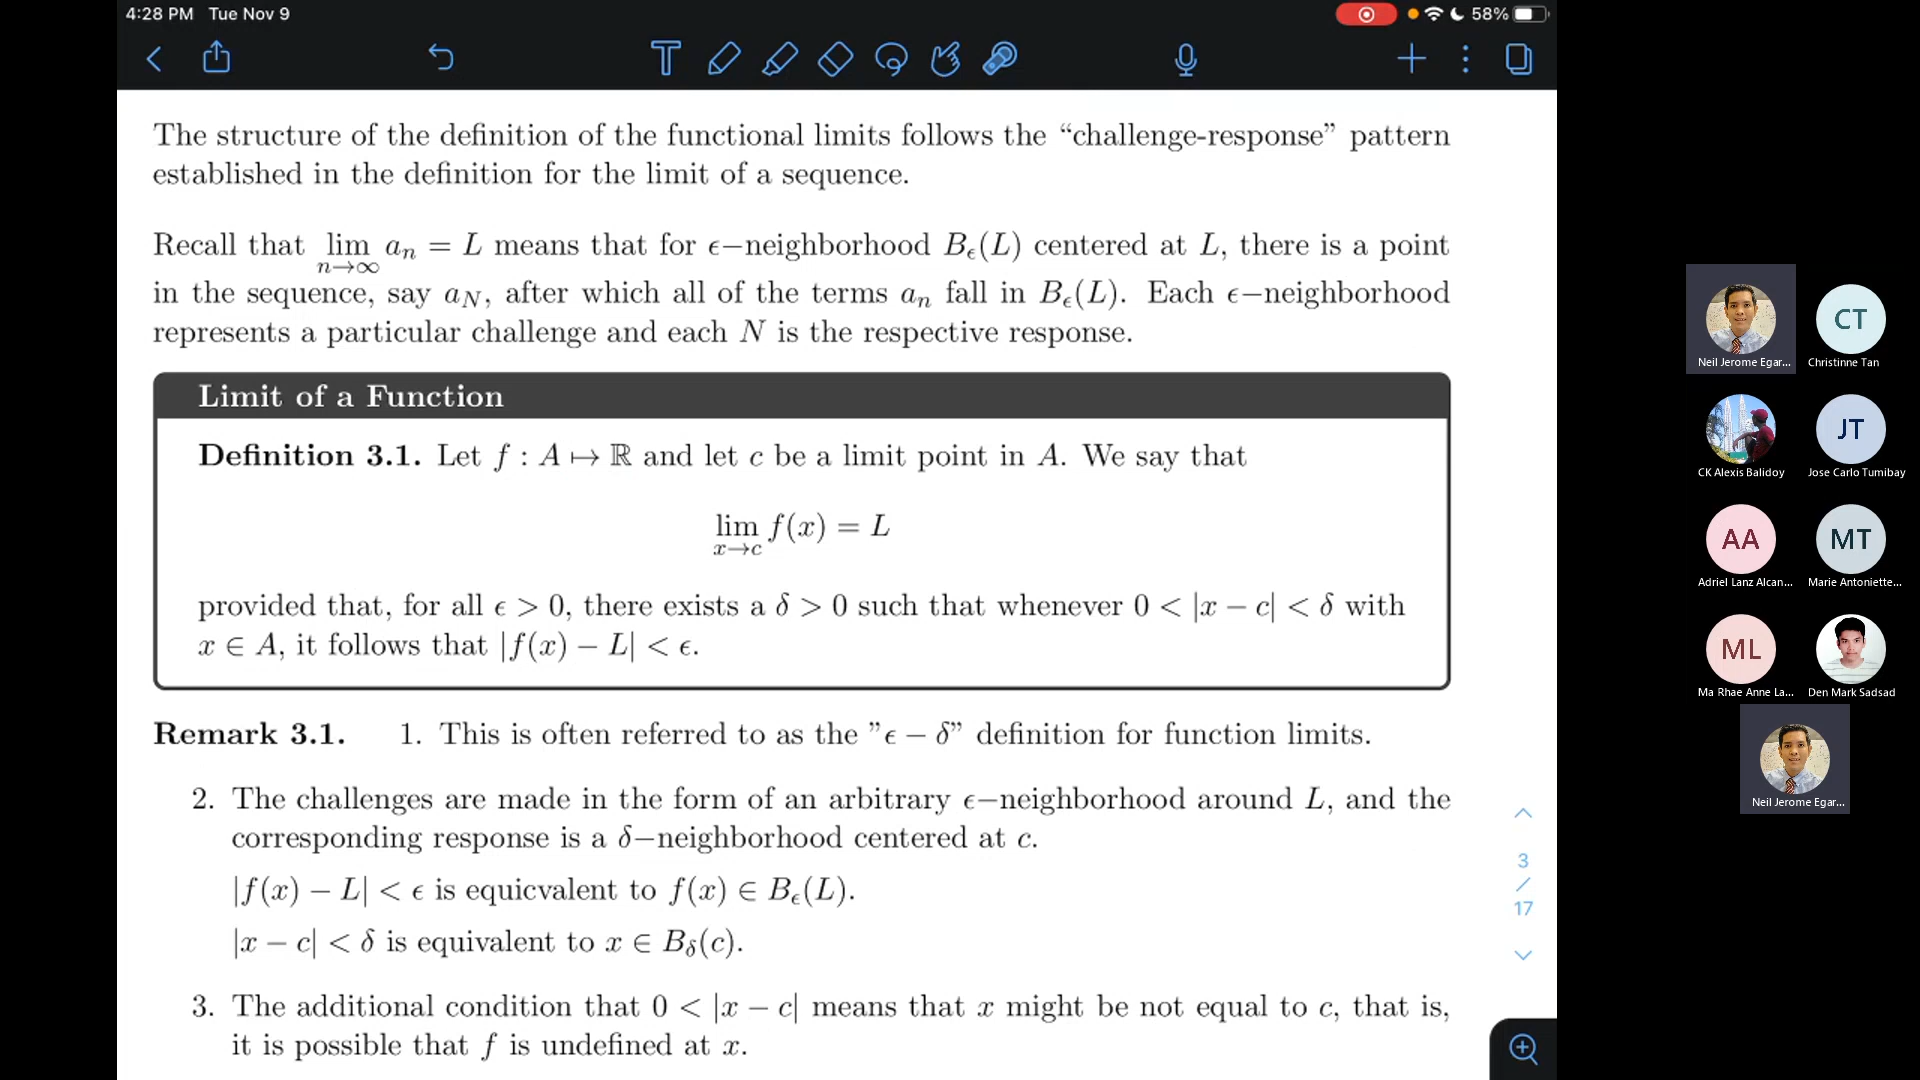 4:28 PM Tue Nov 9
58%
The structure of the definition of the functional limits follows the “challenge-response” pattern
established in the definition for the limit of a sequence.
Recall that lim aₙ = L means that for ϵ−neighborhood Bϵ(L) centered at L, there is a point
n→∞
in the sequence, say a_N, after which all of the terms aₙ fall in Bϵ(L). Each ϵ−neighborhood
represents a particular challenge and each N is the respective response.
Limit of a Function
Definition 3.1. Let f : A ↦ ℝ and let c be a limit point in A. We say that
lim f(x) = L
x→c
provided that, for all ϵ > 0, there exists a δ > 0 such that whenever 0 < |x − c| < δ with
x ∈ A, it follows that |f(x) − L| < ϵ.
Remark 3.1. 1. This is often referred to as the ”ϵ − δ” definition for function limits.
2. The challenges are made in the form of an arbitrary ϵ−neighborhood around L, and the
corresponding response is a δ−neighborhood centered at c.
|f(x) − L| < ϵ is equicvalent to f(x) ∈ Bϵ(L).
|x − c| < δ is equivalent to x ∈ Bδ(c).
3. The additional condition that 0 < |x − c| means that x might be not equal to c, that is,
it is possible that f is undefined at x.
3
/
17
Neil Jerome Egar...
CT
Christinne Tan
CK Alexis Balidoy
JT
Jose Carlo Tumibay
AA
Adriel Lanz Alcan...
MT
Marie Antoniette...
ML
Ma Rhae Anne La...
Den Mark Sadsad
Neil Jerome Egar...